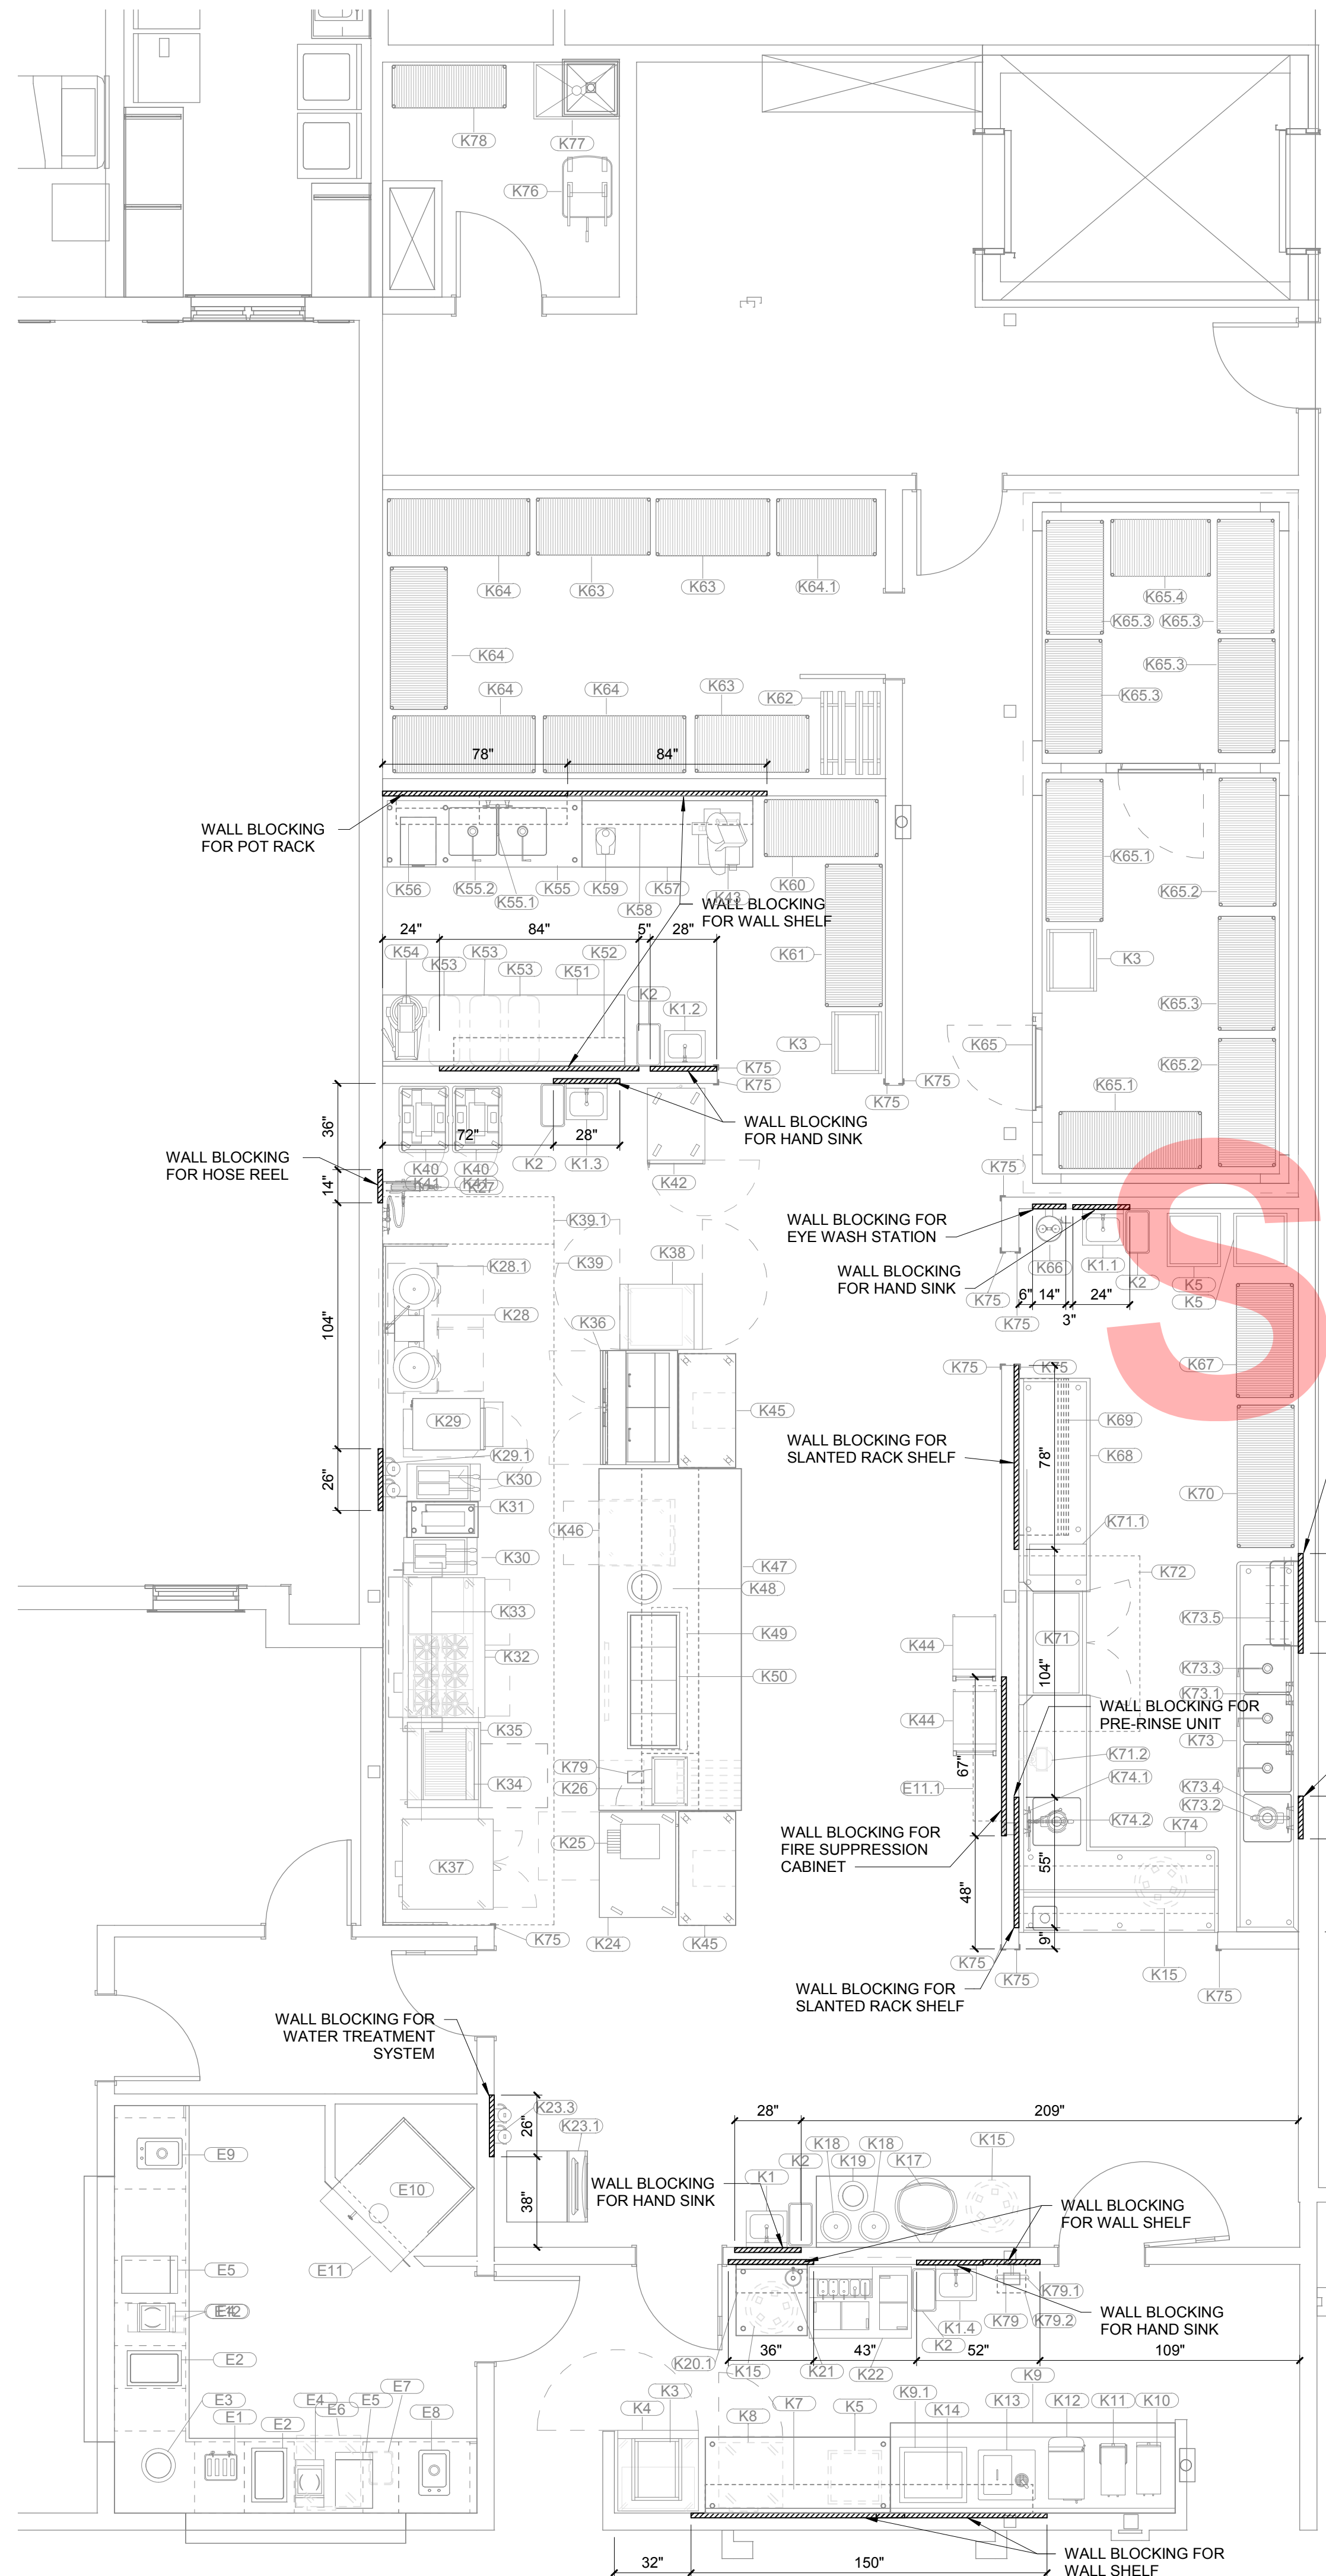 K78
K77
K76
K64
K63
K63
K64.1
K65.4
K65.3
K65.3
K64
K65.3
K65.3
K64
K64
K63
K62
78"
84"
WALL BLOCKING
FOR POT RACK
K65.1
K56
K55.2
K55
K59
K57
K43
K60
K65.2
K55.1
K58
WALL BLOCKING
FOR WALL SHELF
24"
84"
5"
28"
K54
K53
K53
K53
K52
K51
K61
K3
K2
K1.2
K65.3
K3
K65
K75
K75
K75
K75
K65.2
K65.1
36"
72"
28"
WALL BLOCKING
FOR HAND SINK
WALL BLOCKING
FOR HOSE REEL
K40
K40
K2
K1.3
K41
K41
K27
K42
14"
K75
WALL BLOCKING FOR
EYE WASH STATION
K39.1
K66
K1.1
K2
K5
K5
K28.1
K39
K38
WALL BLOCKING
FOR HAND SINK
K75
6"
14"
24"
3"
K75
104"
K28
K36
S
K75
K75
K67
K29
K45
K69
WALL BLOCKING FOR
SLANTED RACK SHELF
78"
K68
K29.1
K30
26"
K31
K70
K46
K71.1
K30
K47
K72
K48
K33
K73.5
K49
K44
K71
K32
K50
K73.3
104"
K73.1
WALL BLOCKING FOR
PRE-RINSE UNIT
K44
K35
K73
K71.2
67"
K79
K34
K26
E11.1
K74.1
K73.4
K73.2
K25
K74.2
K74
WALL BLOCKING FOR
FIRE SUPPRESSION
CABINET
K37
55"
48"
K75
K24
K45
9"
K75
K75
K15
K75
WALL BLOCKING FOR
SLANTED RACK SHELF
WALL BLOCKING FOR
WATER TREATMENT
SYSTEM
K23.3
26"
K23.1
28"
209"
K18
K18
K15
K2
K19
K17
K1
E9
E10
38"
WALL BLOCKING
FOR HAND SINK
WALL BLOCKING
FOR WALL SHELF
E11
E5
K79.1
K79
K79.2
WALL BLOCKING
FOR HAND SINK
E12
K1.4
K2
36"
43"
52"
109"
E2
K20.1
K15
K21
K22
K9
K3
E3
E1
E2
E4
E6
E5
E7
E8
K4
K8
K7
K5
K9.1
K14
K13
K12
K11
K10
32"
150"
WALL BLOCKING FOR
WALL SHELF